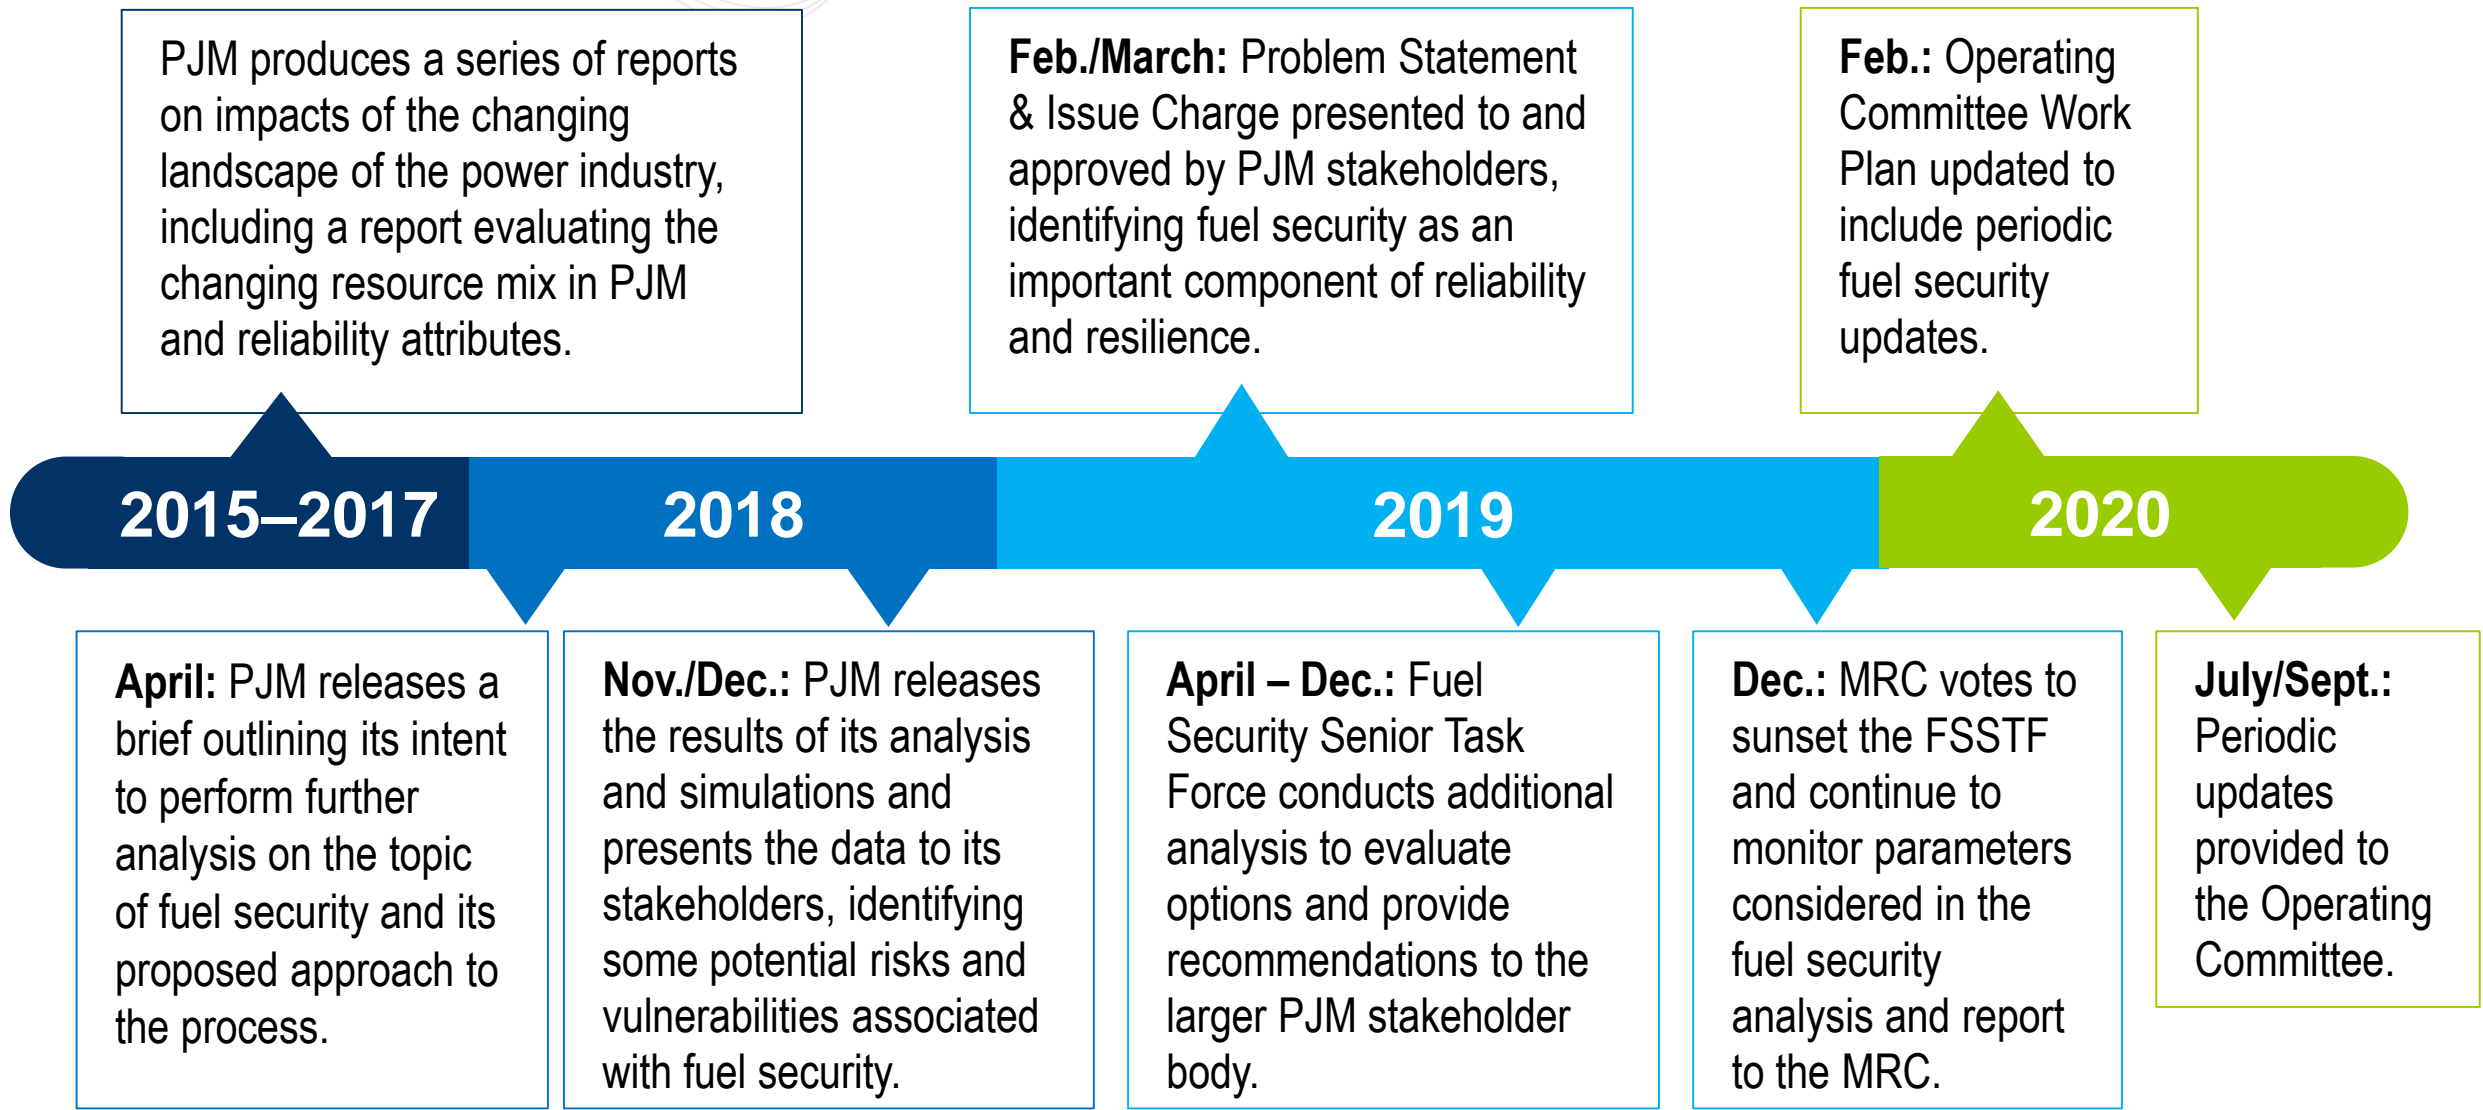 PJM produces a series of reports
on impacts of the changing
landscape of the power industry,
including a report evaluating the
changing resource mix in PJM
and reliability attributes.
Feb./March: Problem Statement
& Issue Charge presented to and
approved by PJM stakeholders,
identifying fuel security as an
important component of reliability
and resilience.
Feb.: Operating
Committee Work
Plan updated to
include periodic
fuel security
updates.
2015–2017
2018
2019
2020
April: PJM releases a
brief outlining its intent
to perform further
analysis on the topic
of fuel security and its
proposed approach to
the process.
Nov./Dec.: PJM releases
the results of its analysis
and simulations and
presents the data to its
stakeholders, identifying
some potential risks and
vulnerabilities associated
with fuel security.
April – Dec.: Fuel
Security Senior Task
Force conducts additional
analysis to evaluate
options and provide
recommendations to the
larger PJM stakeholder
body.
Dec.: MRC votes to
sunset the FSSTF
and continue to
monitor parameters
considered in the
fuel security
analysis and report
to the MRC.
July/Sept.:
Periodic
updates
provided to
the Operating
Committee.